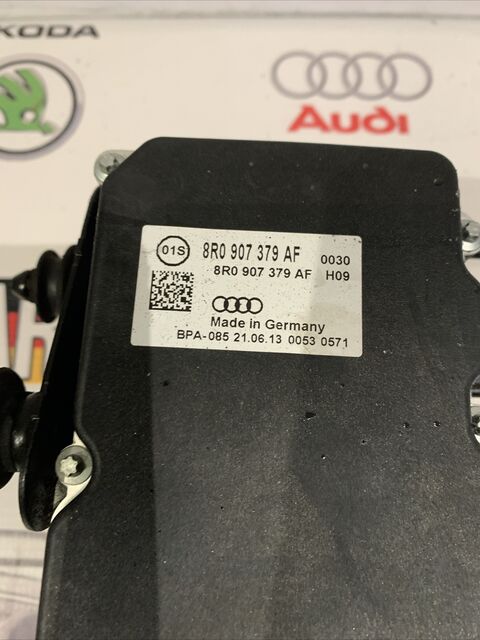 ŠKODA
Audi
01S
8R0 907 379 AF 0030
8R0 907 379 AF H09
Made in Germany
BPA-085 21.06.13 0053 0571